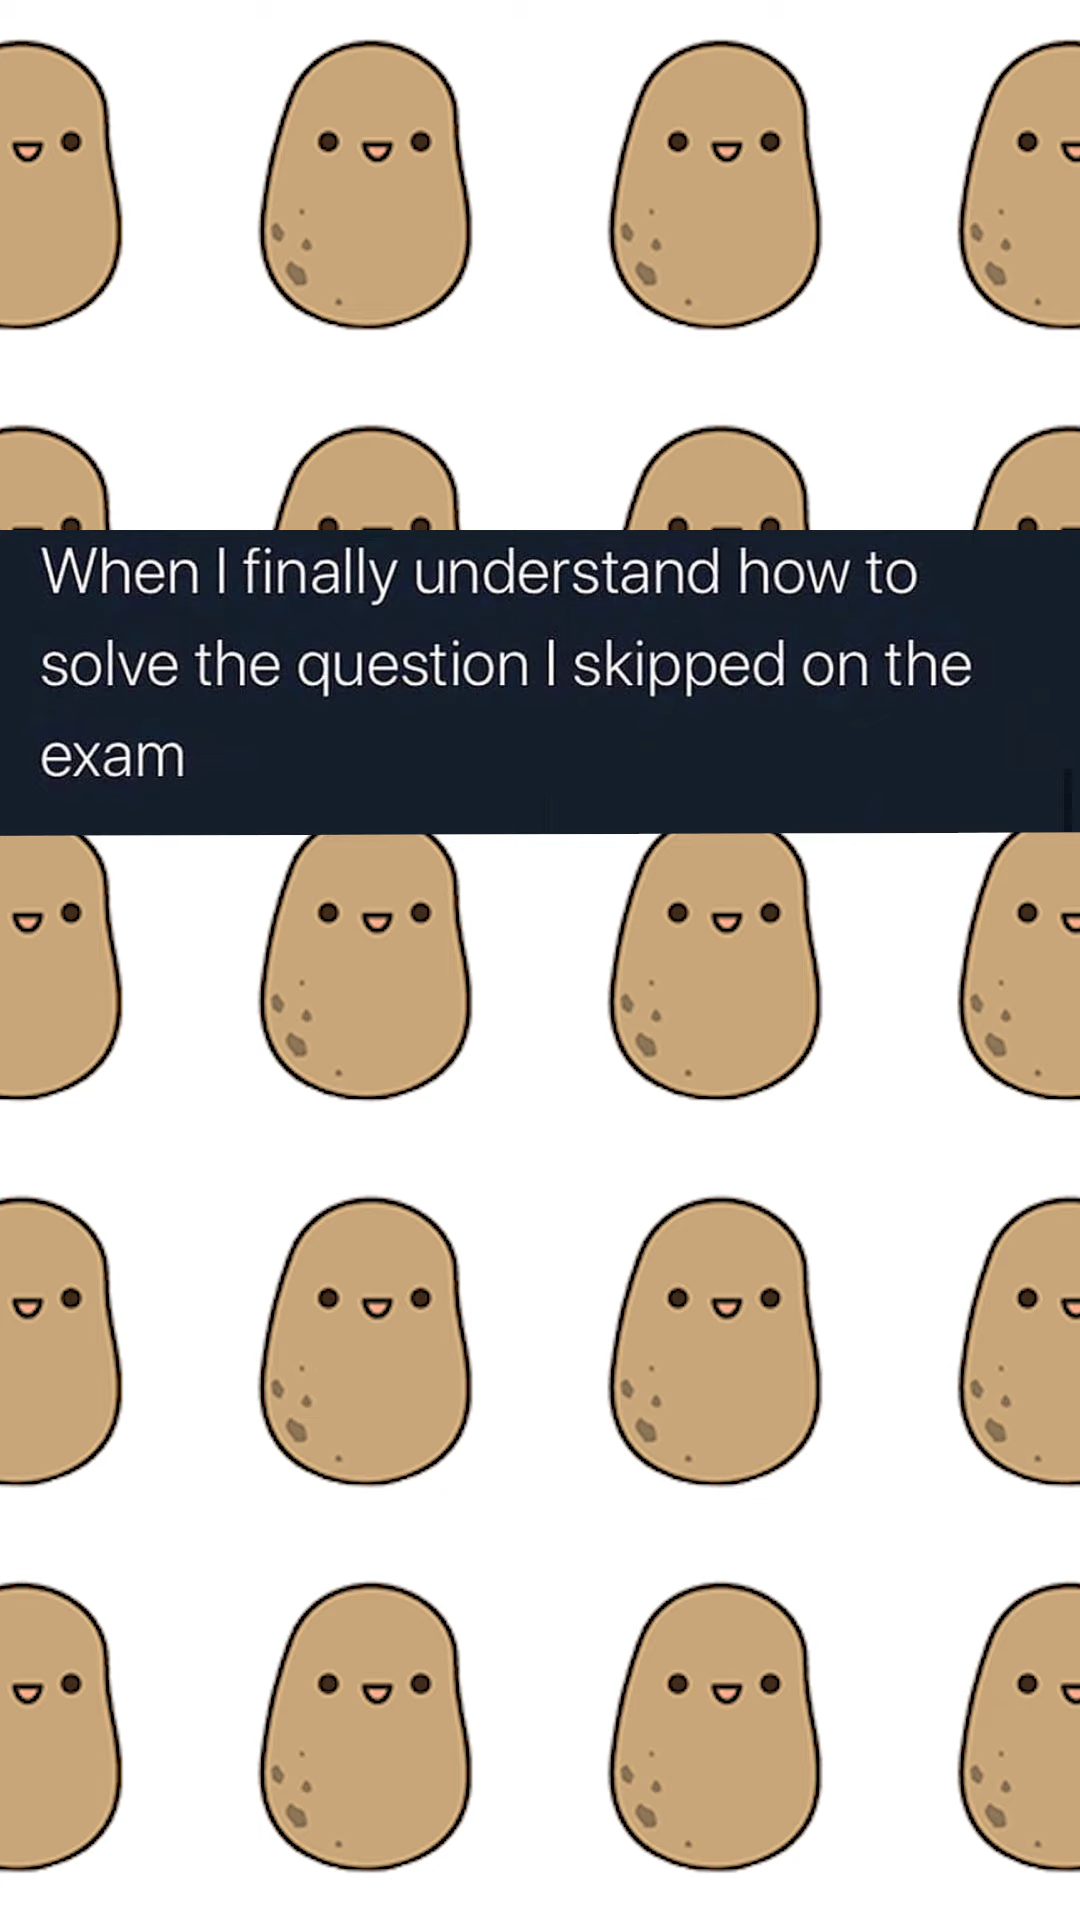 When I finally understand how to
solve the question I skipped on the
exam